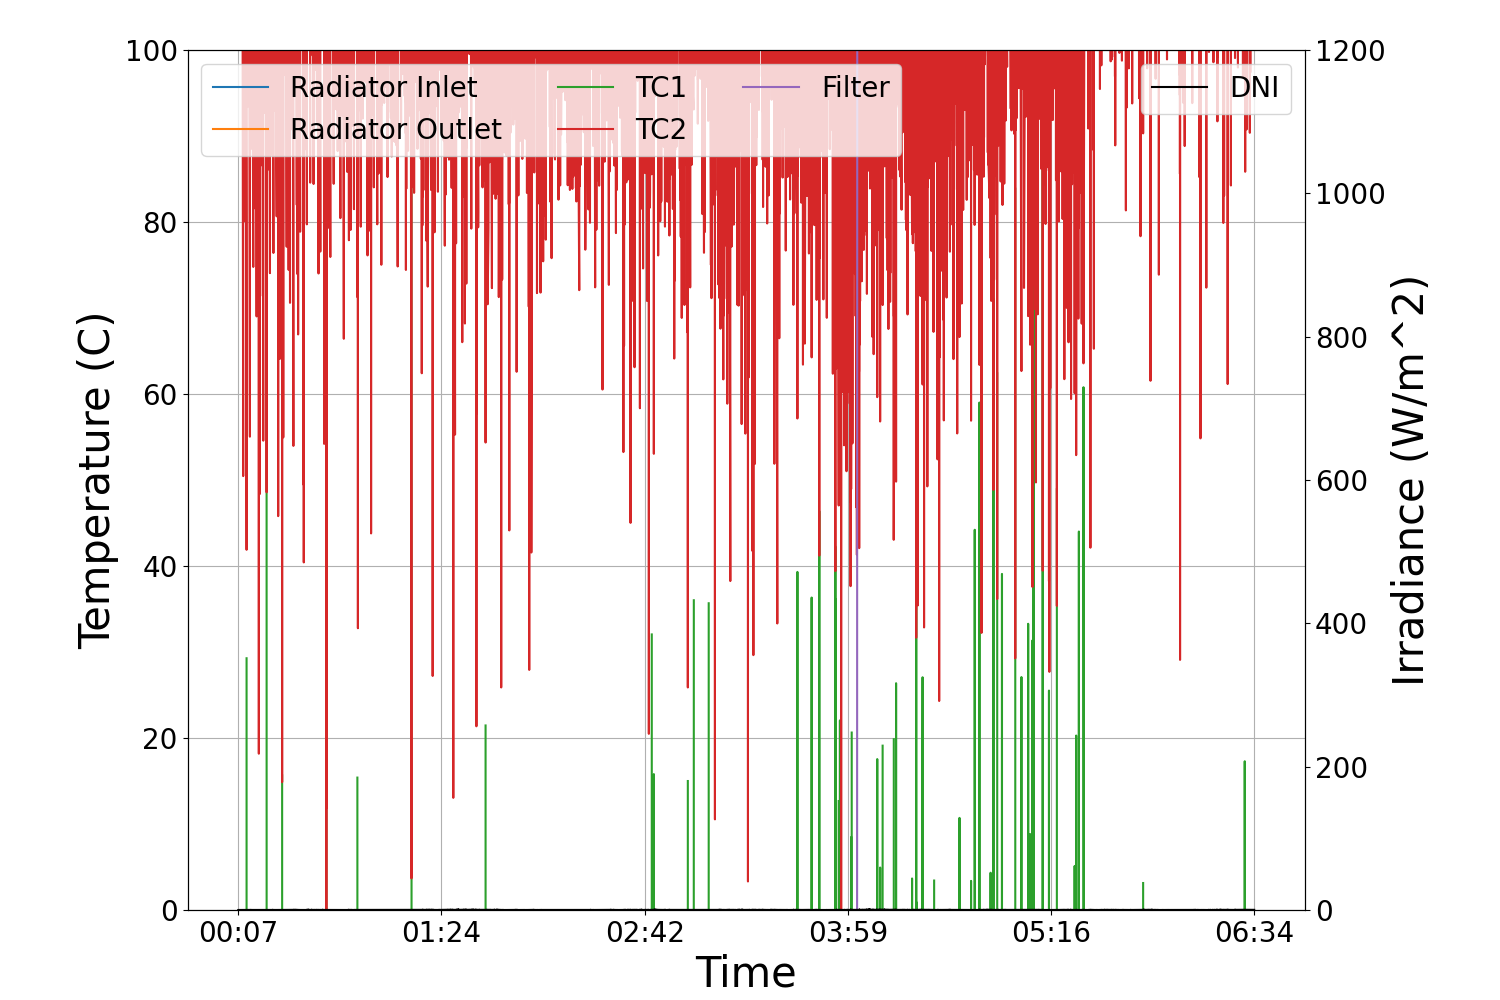 100
80
60
40
20
0
Temperature (C)
Radiator Inlet
Radiator Outlet
TC1
TC2
Filter
DNI
1200
1000
800
600
400
200
0
Irradiance (W/m^2)
00:07
01:24
02:42
03:59
05:16
06:34
Time